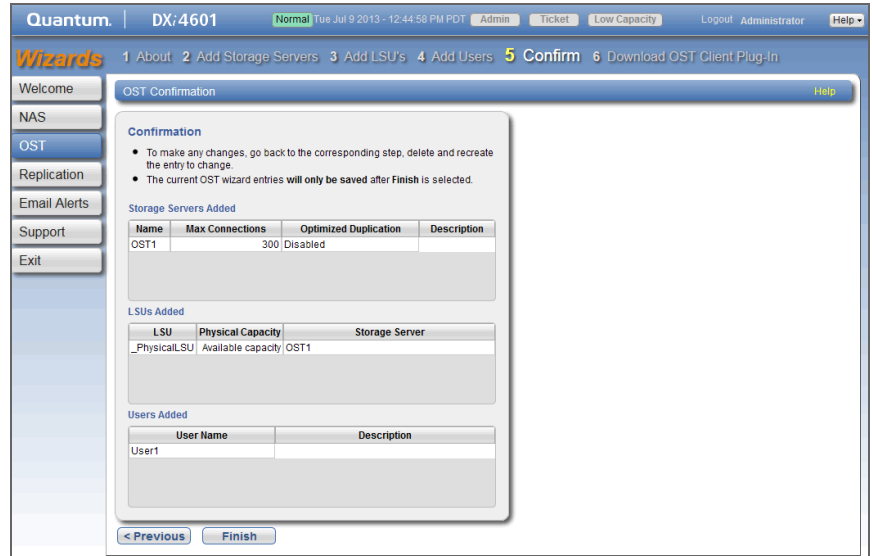 Quantum. DXi4601 Normal Tue Jul 9 2013 - 12:44:58 PM PDT Admin Ticket Low Capacity Logout Administrator Help
Wizards 1 About 2 Add Storage Servers 3 Add LSU's 4 Add Users 5 Confirm 6 Download OST Client Plug-In
Welcome
NAS
OST
Replication
Email Alerts
Support
Exit
OST Confirmation Help
Confirmation
• To make any changes, go back to the corresponding step, delete and recreate
the entry to change.
• The current OST wizard entries will only be saved after Finish is selected.
Storage Servers Added
Name Max Connections Optimized Duplication Description
OST1 300 Disabled
LSUs Added
LSU Physical Capacity Storage Server
_PhysicalLSU Available capacity OST1
Users Added
User Name Description
User1
< Previous Finish